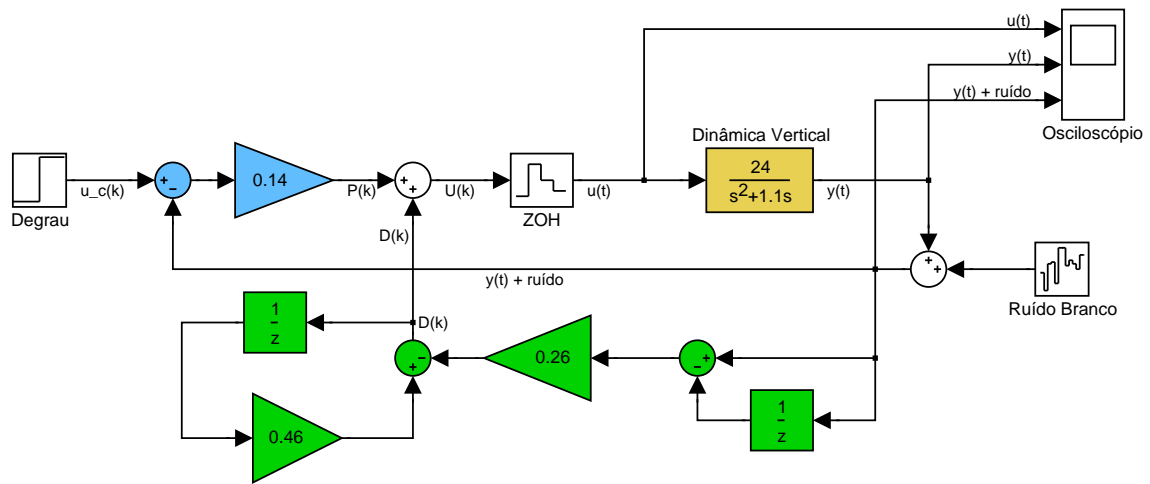 u(t)
y(t)
y(t) + ruído
Osciloscópio
Dinâmica Vertical
+
−
0.14
+
+
24
s2+1.1s
u_c(k)
P(k)
U(k)
u(t)
y(t)
Degrau
ZOH
D(k)
+
+
y(t) + ruído
Ruído Branco
1
z
D(k)
−
+
0.26
+
−
1
z
0.46